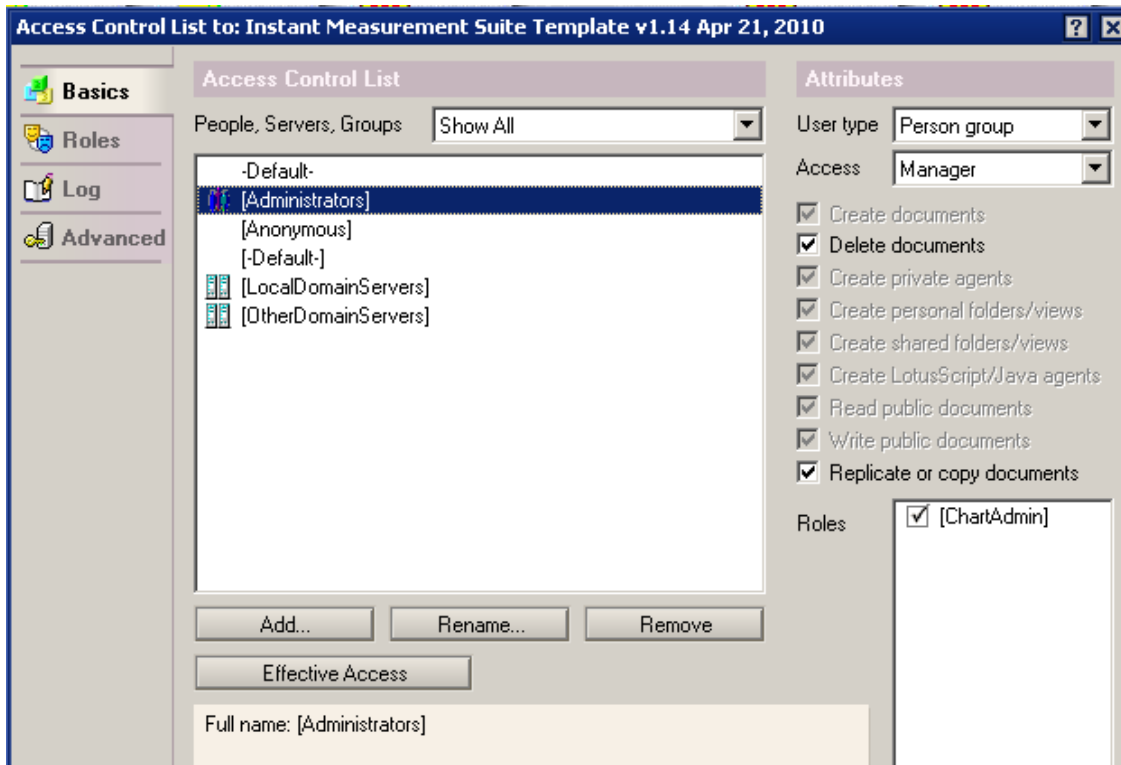 Access Control List to: Instant Measurement Suite Template v1.14 Apr 21, 2010
Basics
Roles
Log
Advanced
Access Control List
People, Servers, Groups Show All
-Default-
[Administrators]
[Anonymous]
[-Default-]
[LocalDomainServers]
[OtherDomainServers]
Add... Rename... Remove
Effective Access
Full name: [Administrators]
Attributes
User type Person group
Access Manager
Create documents
Delete documents
Create private agents
Create personal folders/views
Create shared folders/views
Create LotusScript/Java agents
Read public documents
Write public documents
Replicate or copy documents
Roles [ChartAdmin]